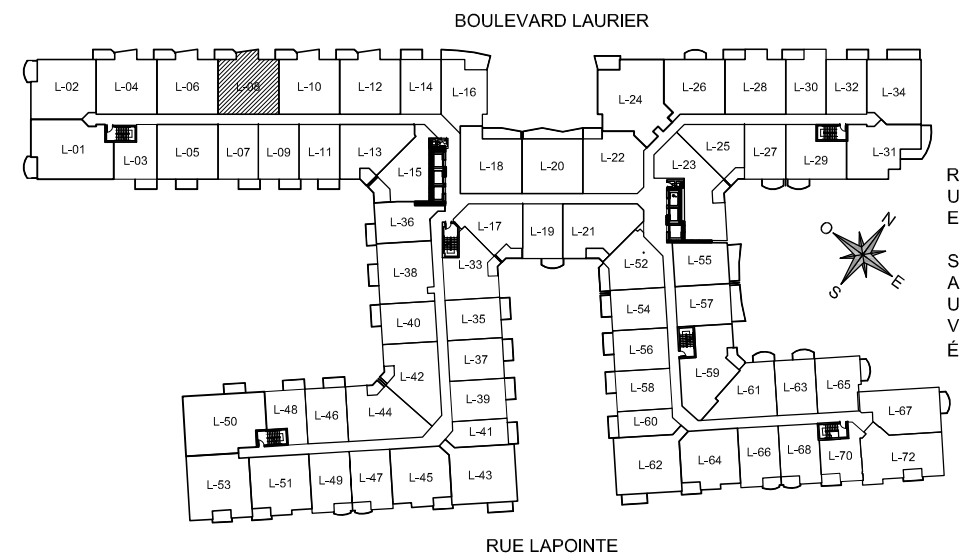 BOULEVARD LAURIER
L-02
L-04
L-06
L-08
L-10
L-12
L-14
L-16
L-24
L-26
L-28
L-30
L-32
L-34
L-01
L-03
L-05
L-07
L-09
L-11
L-13
L-15
L-18
L-20
L-22
L-23
L-25
L-27
L-29
L-31
L-36
L-17
L-19
L-21
L-33
L-52
L-55
L-38
L-35
L-54
L-57
L-40
L-37
L-56
L-59
L-42
L-39
L-58
L-61
L-63
L-65
L-50
L-48
L-46
L-44
L-41
L-60
L-67
L-53
L-51
L-49
L-47
L-45
L-43
L-62
L-64
L-66
L-68
L-70
L-72
RUE SAUVÉ
N
O
E
S
RUE LAPOINTE